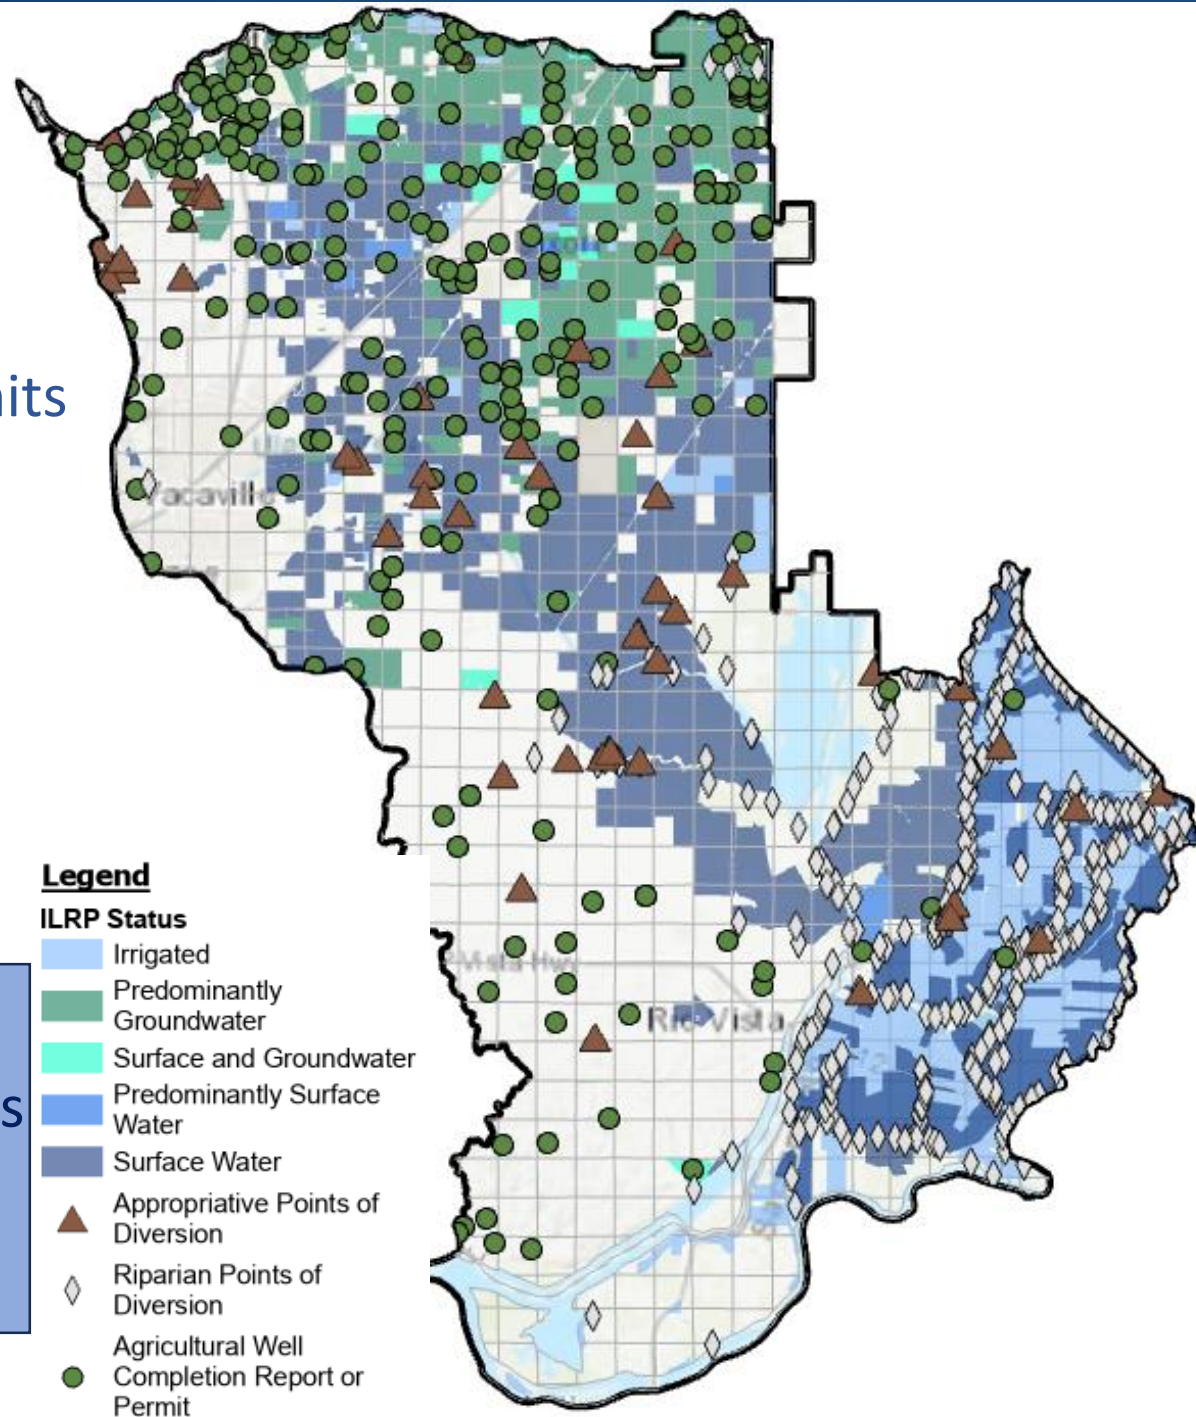 its
Dixon
Vacaville
Rio Vista
s
Legend
ILRP Status
Irrigated
Predominantly
Groundwater
Surface and Groundwater
Predominantly Surface
Water
Surface Water
Appropriative Points of
Diversion
Riparian Points of
Diversion
Agricultural Well
Completion Report or
Permit